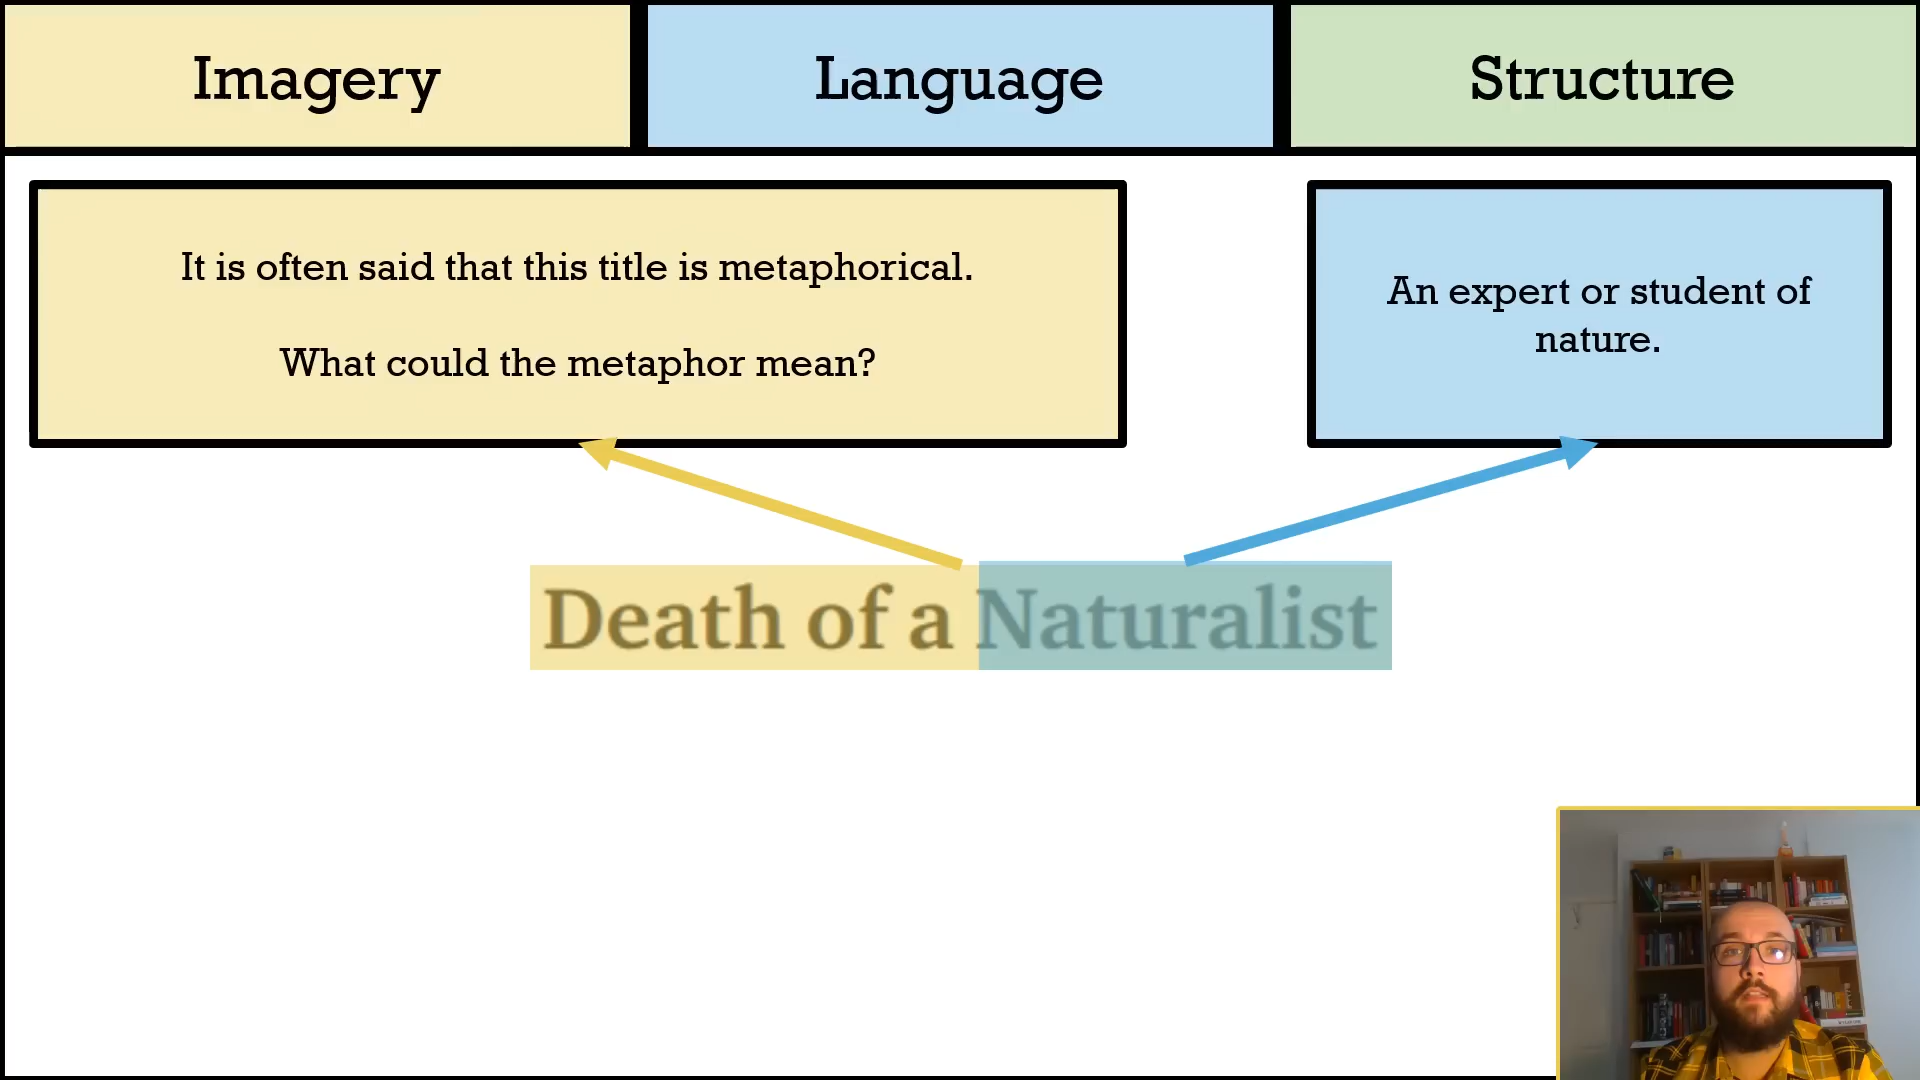 Imagery
Language
Structure
It is often said that this title is metaphorical.
What could the metaphor mean?
An expert or student of
nature.
Death of a Naturalist